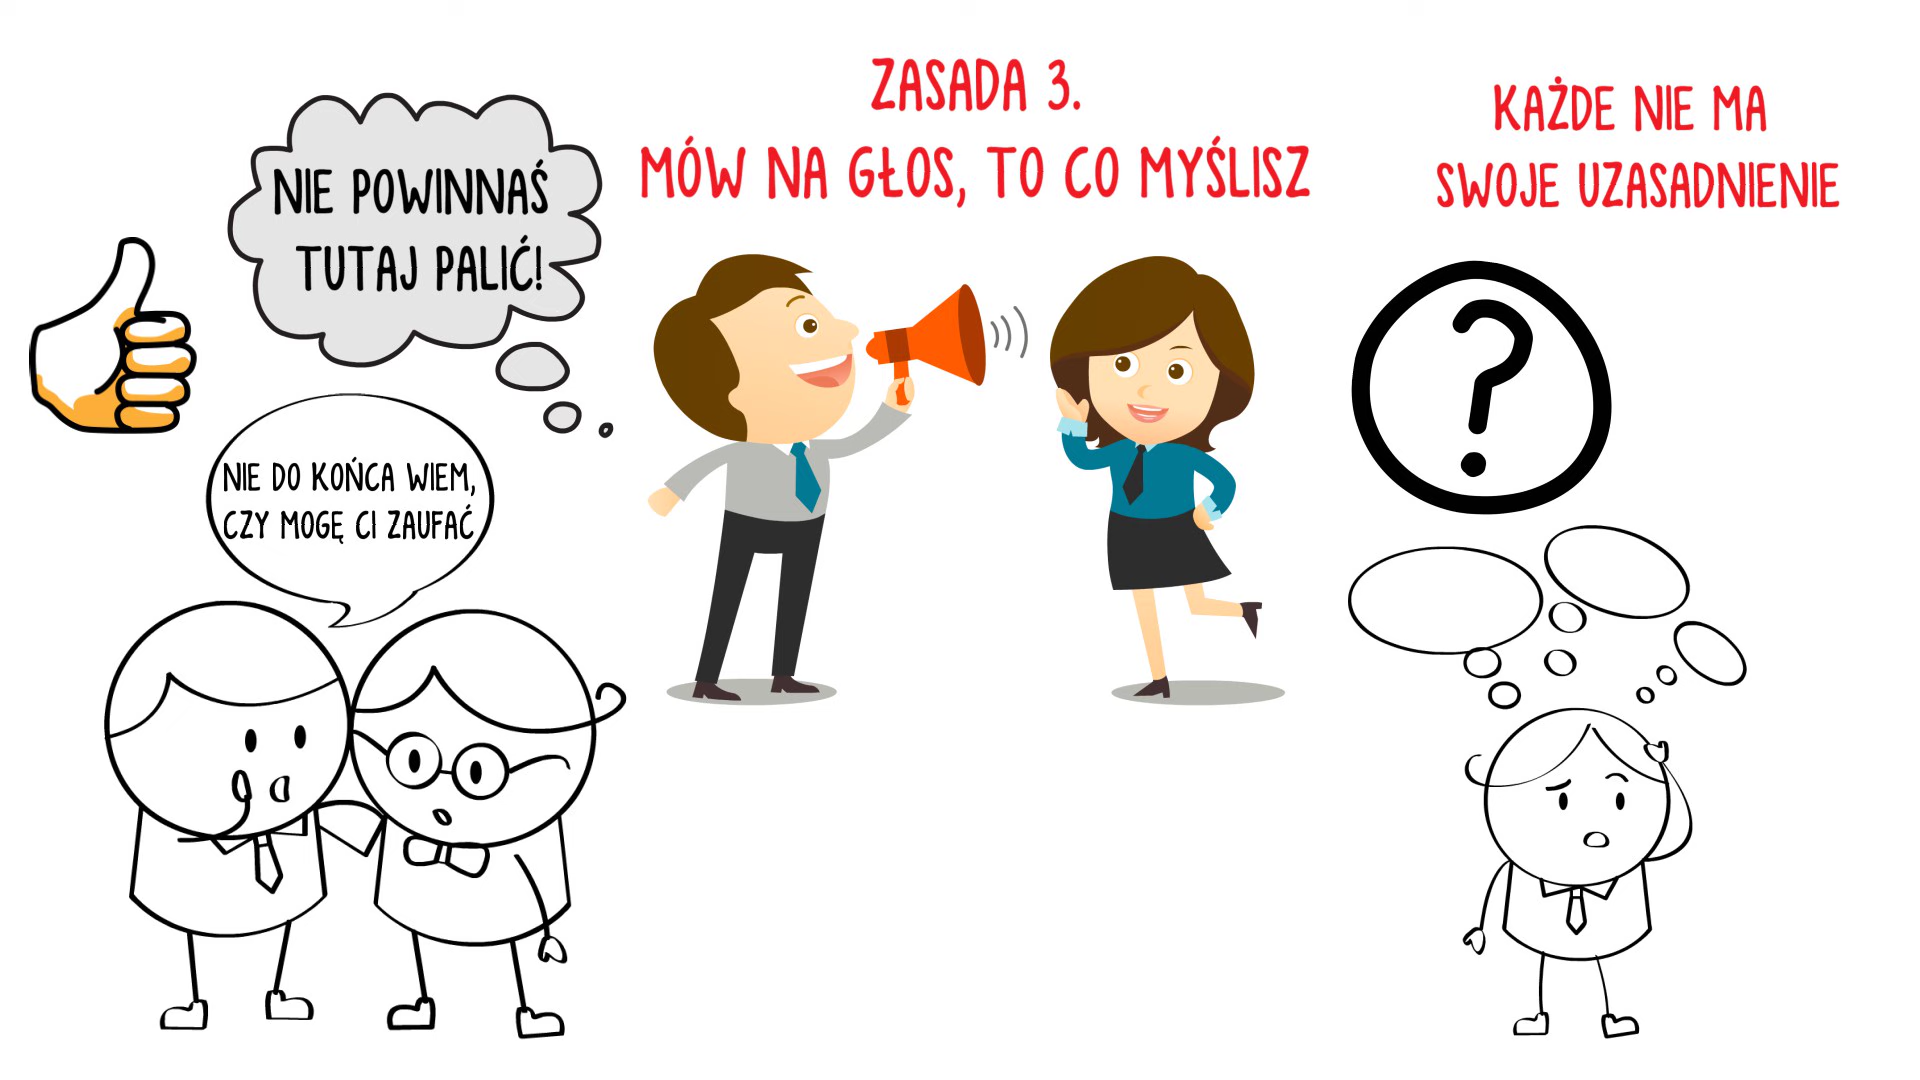 ZASADA 3.
MÓW NA GŁOS, TO CO MYŚLISZ
KAŻDE NIE MA
SWOJE UZASADNIENIE
NIE POWINNAŚ
TUTAJ PALIĆ!
NIE DO KOŃCA WIEM,
CZY MOGĘ CI ZAUFAĆ
?